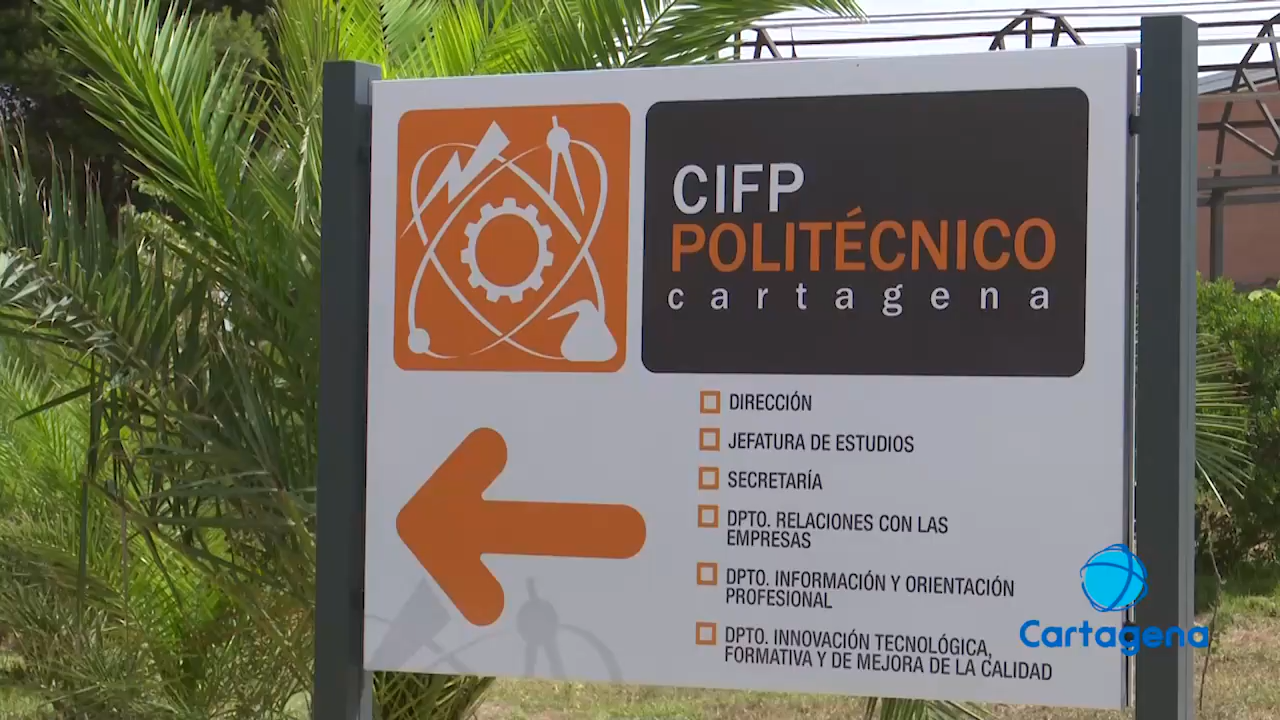 CIFP
POLITÉCNICO
cartagena
DIRECCIÓN
JEFATURA DE ESTUDIOS
SECRETARÍA
DPTO. RELACIONES CON LAS
EMPRESAS
DPTO. INFORMACIÓN Y ORIENTACIÓN
PROFESIONAL
DPTO. INNOVACIÓN TECNOLÓGICA,
FORMATIVA Y DE MEJORA DE LA CALIDAD
Cartagena